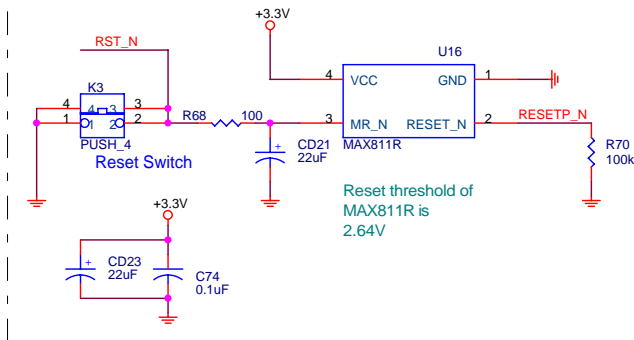 +3.3V
RST_N
U16
K3
4 VCC GND 1
4 4 3 3
1 1 2 2
R68 100
3 MR_N RESET_N 2 RESETP_N
PUSH_4
CD21
22uF
MAX811R
R70
100k
Reset Switch
Reset threshold of
MAX811R is
2.64V
+3.3V
+
CD23
22uF
C74
0.1uF
+